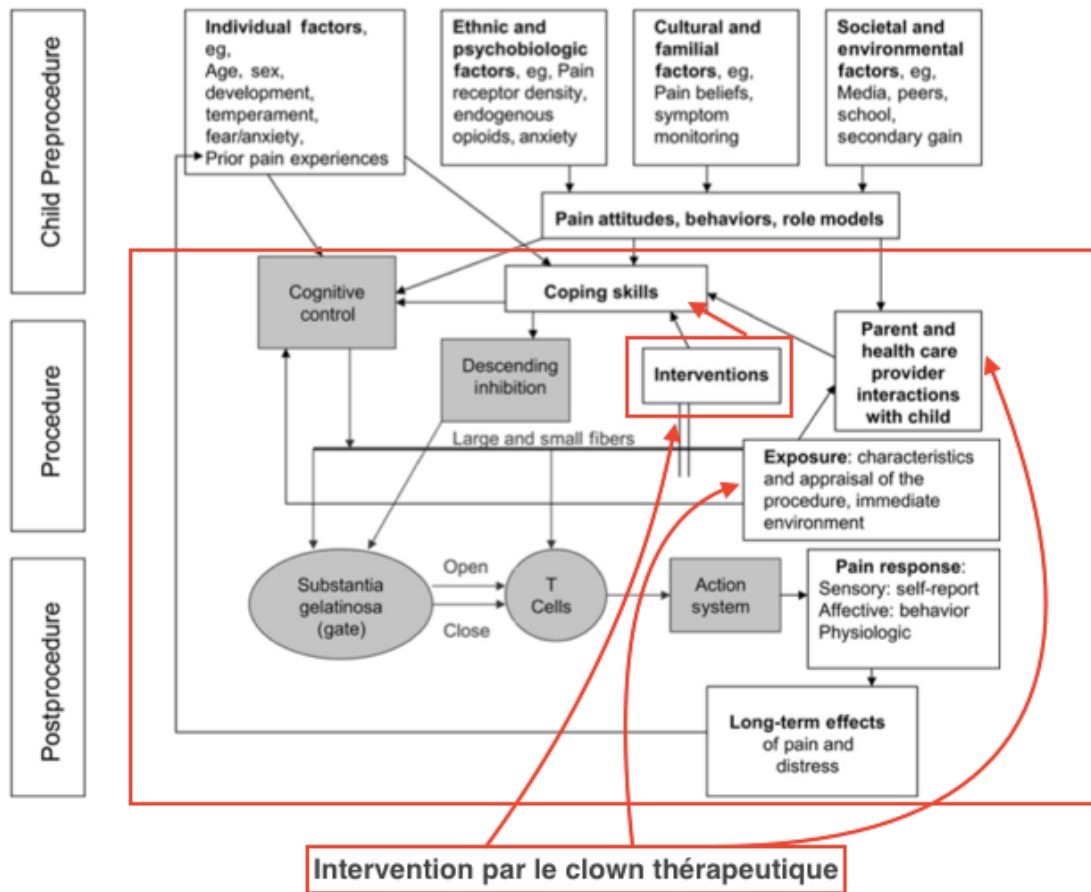 Child Preprocedure
Individual factors,
eg,
Age, sex,
development,
temperament,
fear/anxiety,
Prior pain experiences
Ethnic and
psychobiologic
factors, eg, Pain
receptor density,
endogenous
opioids, anxiety
Cultural and
familial
factors, eg,
Pain beliefs,
symptom
monitoring
Societal and
environmental
factors, eg,
Media, peers,
school,
secondary gain
Pain attitudes, behaviors, role models
Procedure
Cognitive
control
Coping skills
Descending
inhibition
Interventions
Parent and
health care
provider
interactions
with child
Large and small fibers
Exposure: characteristics
and appraisal of the
procedure, immediate
environment
Postprocedure
Substantia
gelatinosa
(gate)
Open
Close
T
Cells
Action
system
Pain response:
Sensory: self-report
Affective: behavior
Physiologic
Long-term effects
of pain and
distress
Intervention par le clown thérapeutique